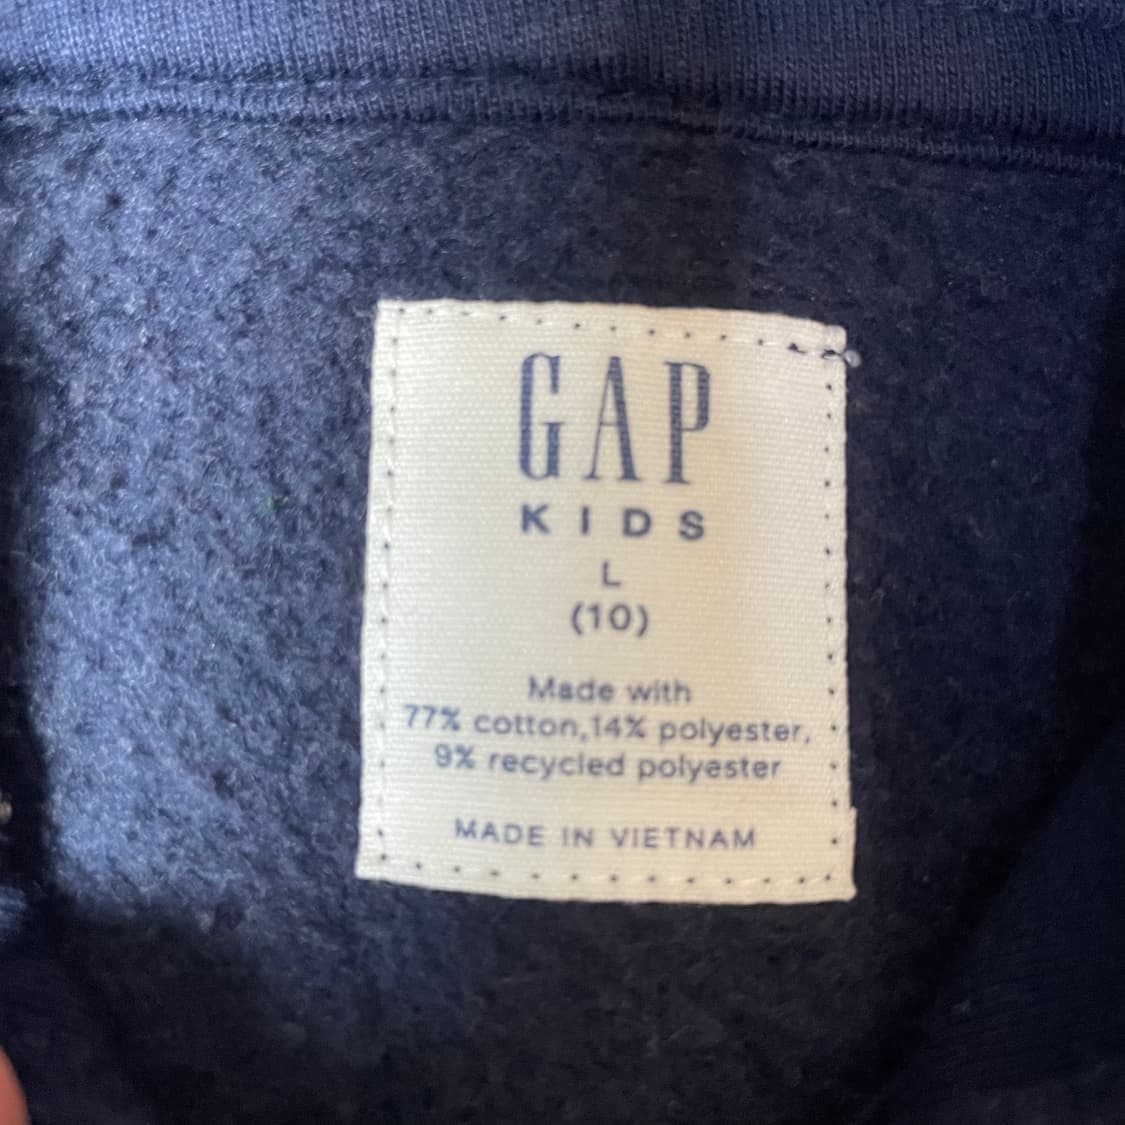 GAP
KIDS
L
(10)
Made with
77% cotton,14% polyester,
9% recycled polyester
MADE IN VIETNAM